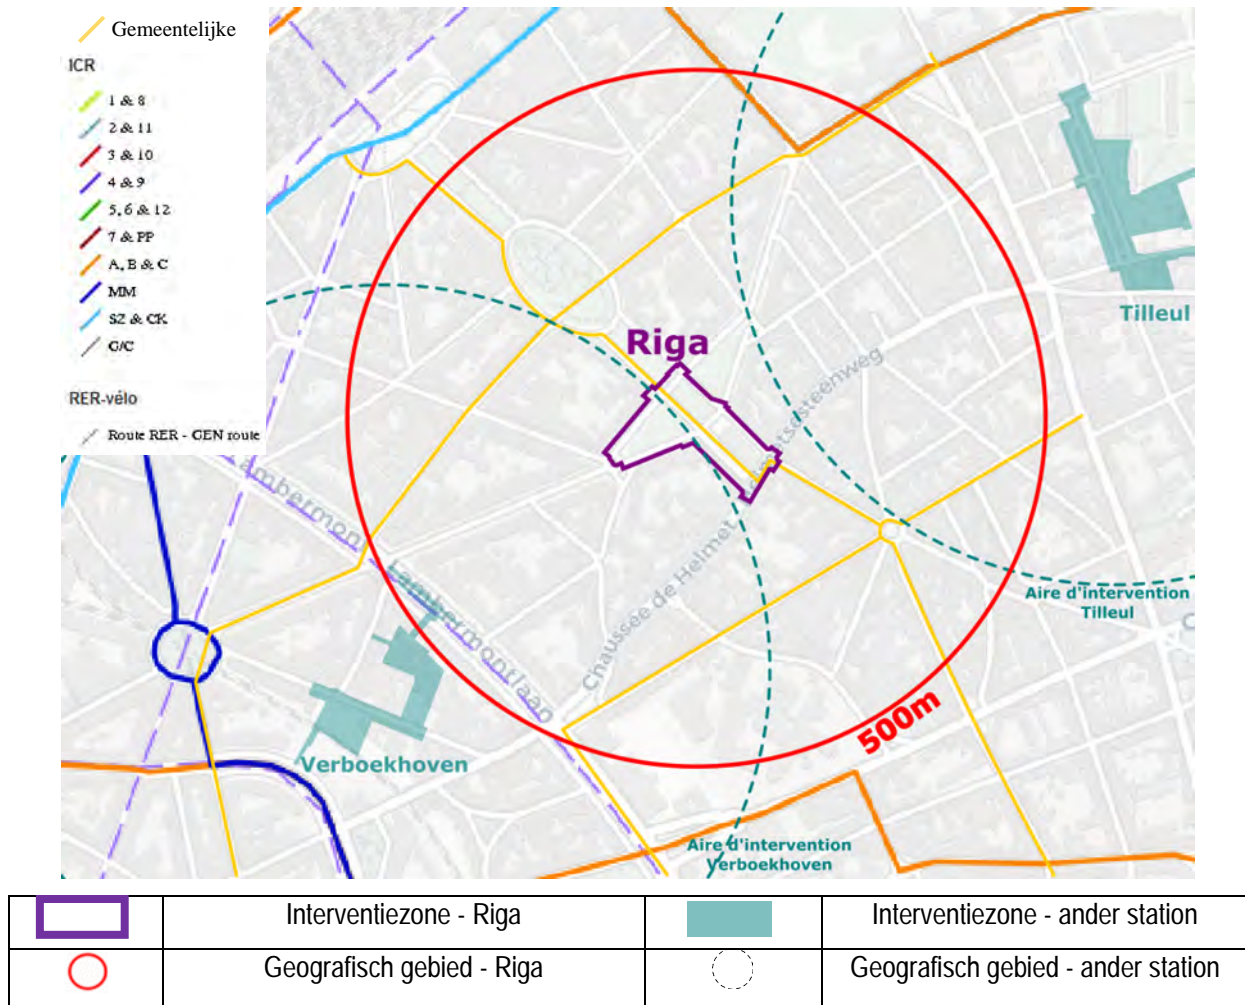 Gemeentelijke
ICR
1 & 8
2 & 11
3 & 10
4 & 9
5, 6 & 12
7 & PP
A, B & C
MM
SZ & CK
G/C
RER-vélo
Route RER - GEN route
Riga
Tilleul
Chaussée de Helmet
Lambermontlaan
Verboekhoven
500m
Aire d'intervention
Tilleul
Aire d'intervention
Verboekhoven
Interventiezone - Riga
Interventiezone - ander station
Geografisch gebied - Riga
Geografisch gebied - ander station